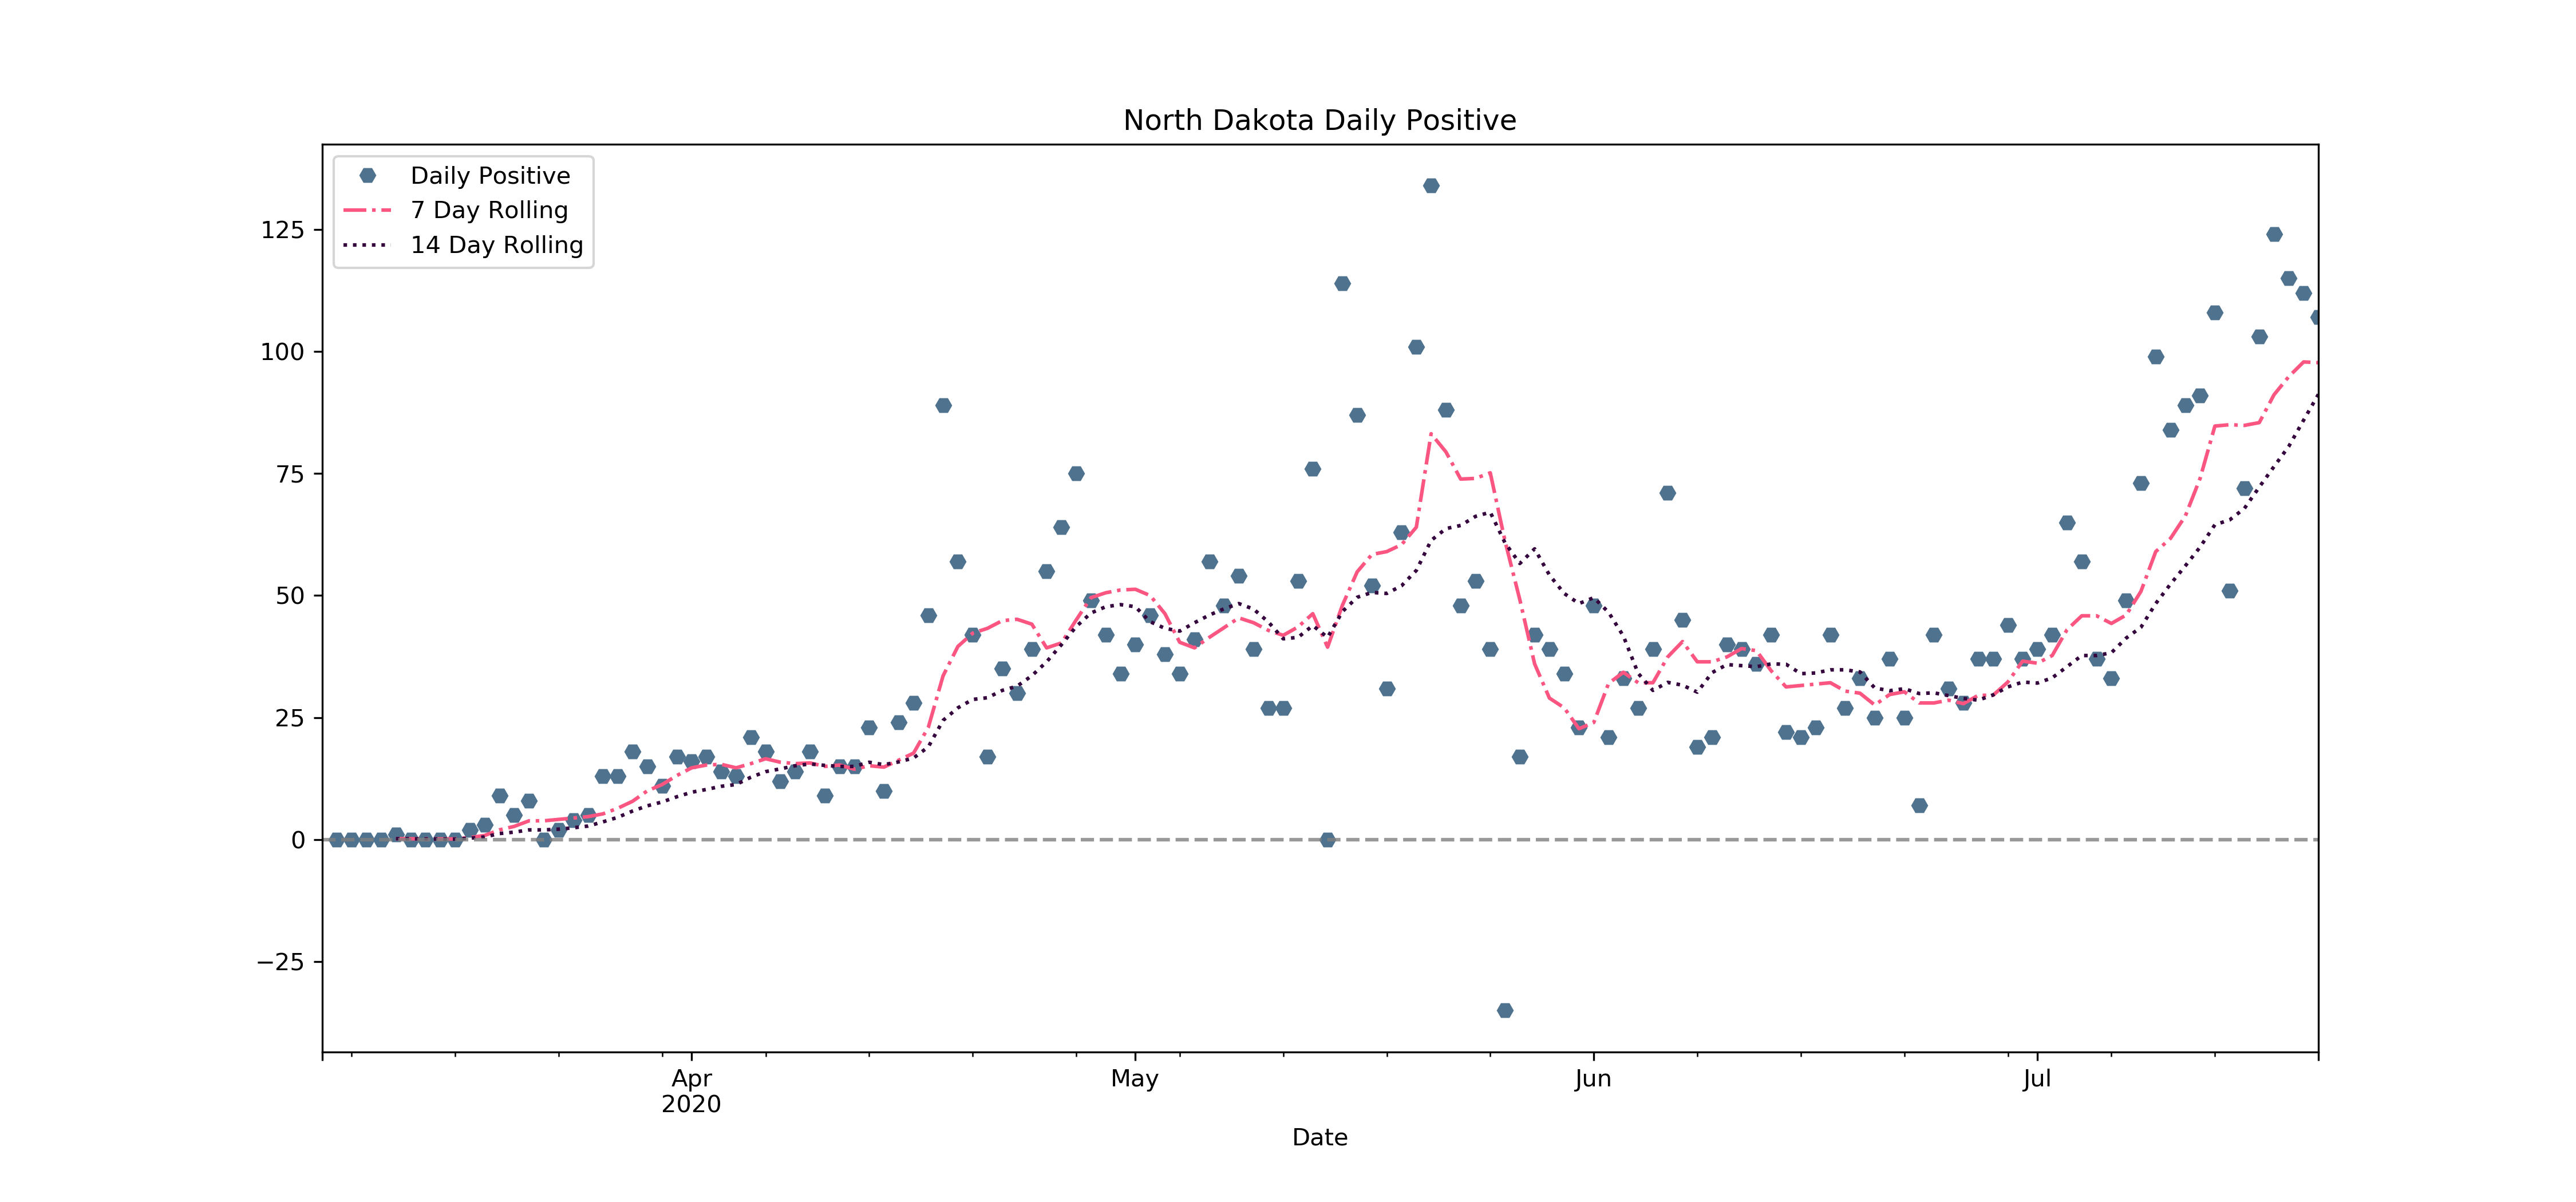 North Dakota Daily Positive
Daily Positive
7 Day Rolling
14 Day Rolling
125
100
75
50
25
0
−25
Apr
2020
May
Jun
Jul
Date